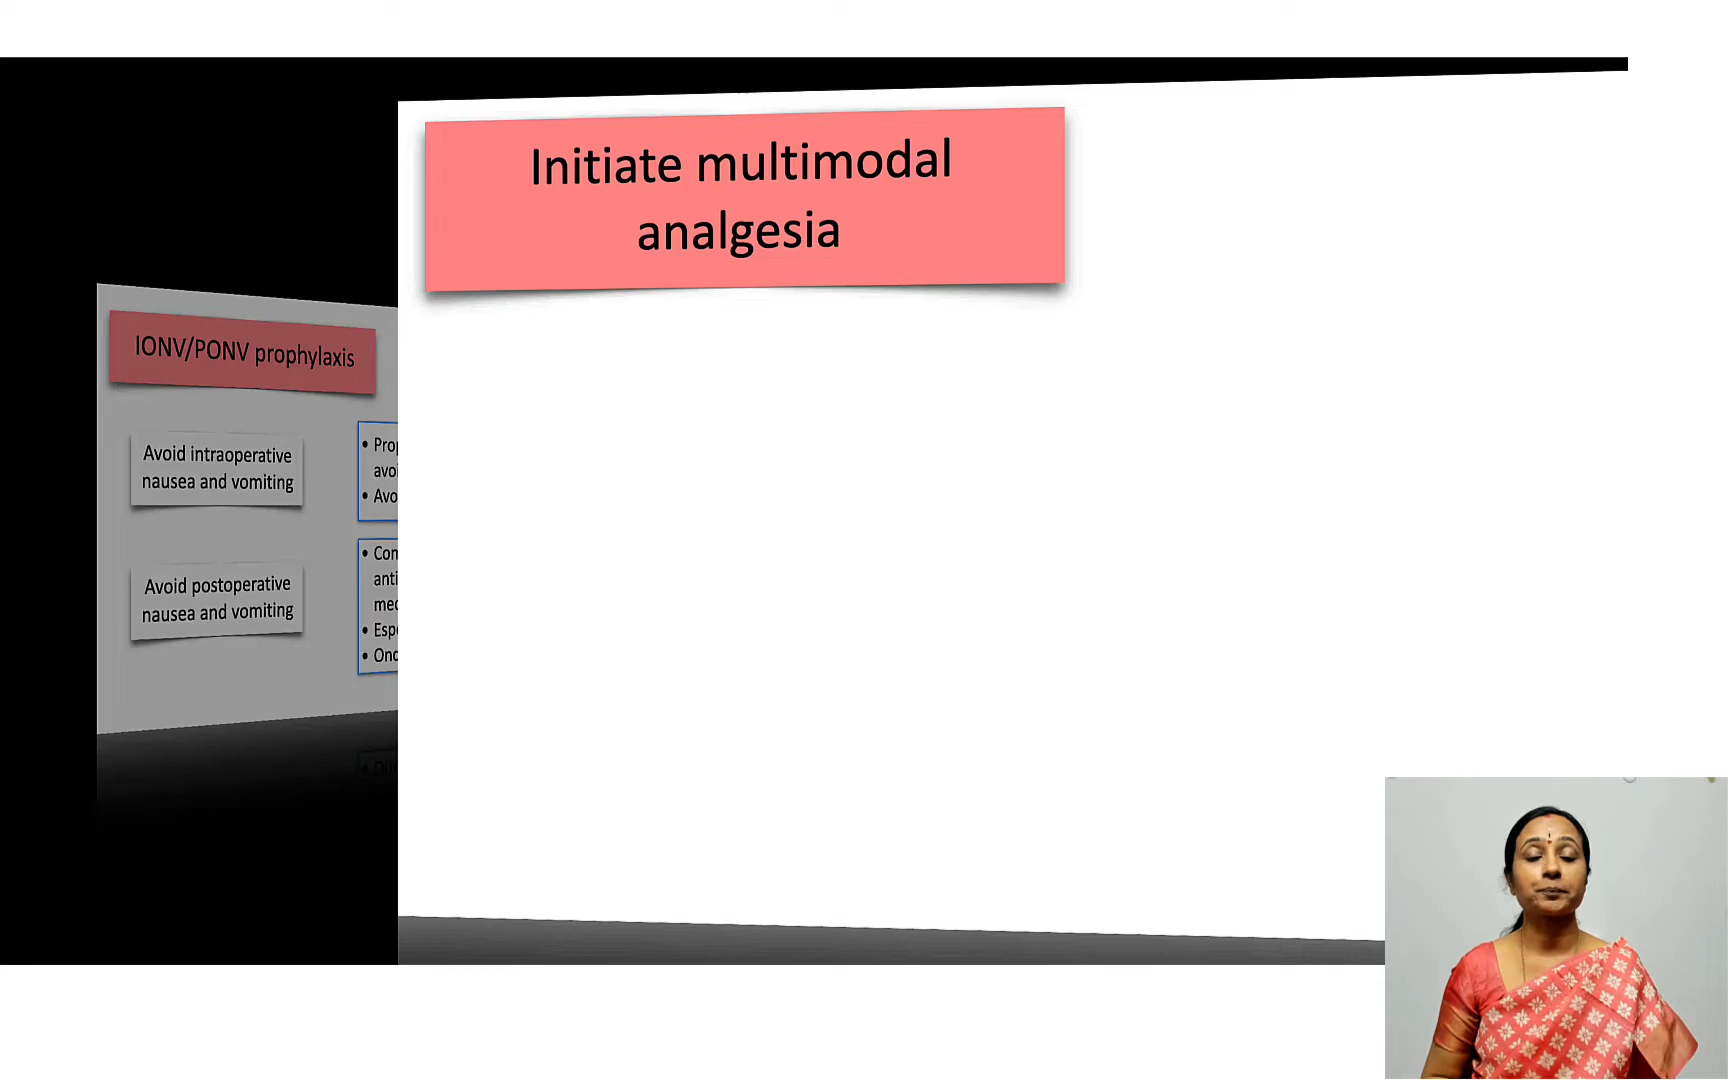 Initiate multimodal
analgesia
IONV/PONV prophylaxis
Avoid intraoperative
nausea and vomiting
Avoid postoperative
nausea and vomiting